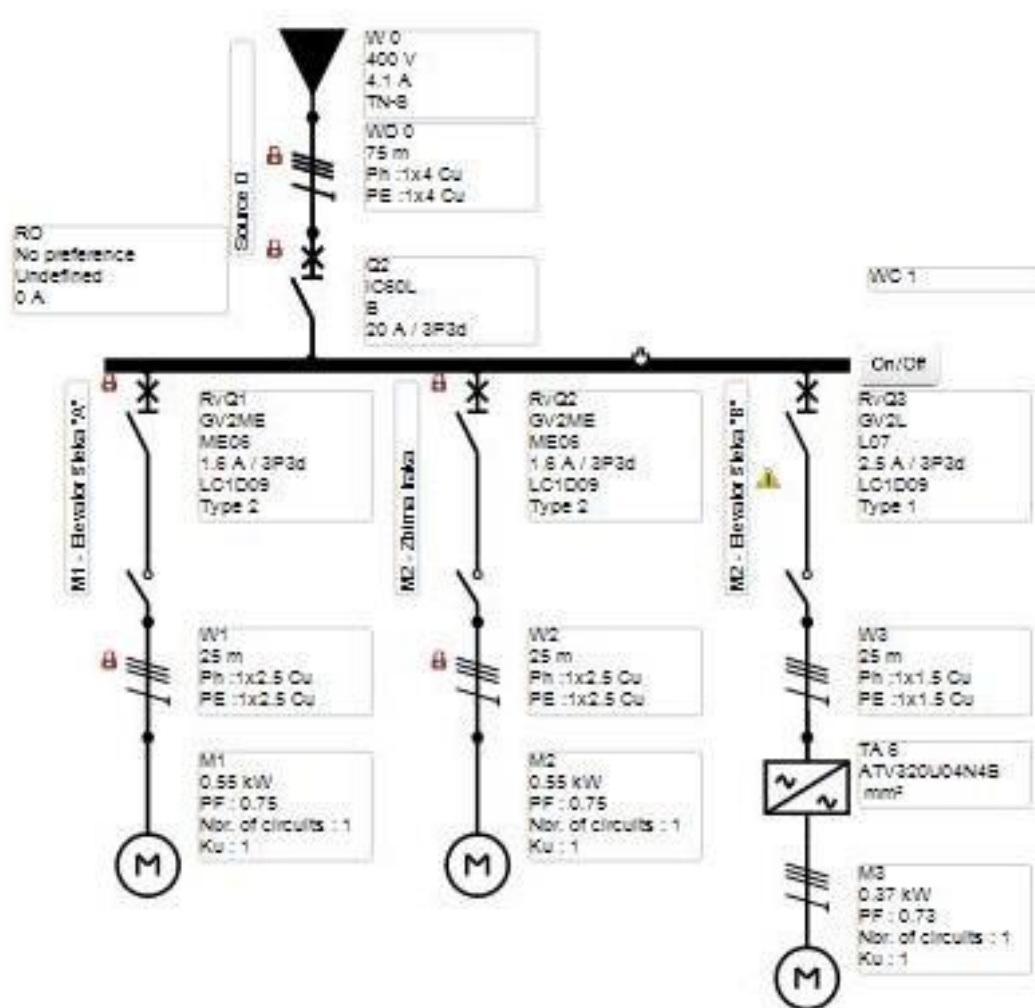 W 0
400 V
4.1 A
TN-S
WD 0
75 m
Ph :1x4 Cu
PE :1x4 Cu
Source D
RO
No preference
Undefined
0 A
Q2
IC60L
B
20 A / 3P3d
WC 1
On/Off
M1 - Elevator isteka "A"
RVQ1
GV2ME
ME06
1.6 A / 3P3d
LC1D09
Type 2
M2 - Zbirna traka
RVQ2
GV2ME
ME06
1.6 A / 3P3d
LC1D09
Type 2
M2 - Elevator isteka "B"
RVQ3
GV2L
L07
2.5 A / 3P3d
LC1D09
Type 1
W1
25 m
Ph :1x2.5 Cu
PE :1x2.5 Cu
W2
25 m
Ph :1x2.5 Cu
PE :1x2.5 Cu
W3
25 m
Ph :1x1.5 Cu
PE :1x1.5 Cu
M1
0.55 kW
PF : 0.75
Nbr. of circuits : 1
Ku : 1
M
M2
0.55 kW
PF : 0.75
Nbr. of circuits : 1
Ku : 1
M
TA 6
ATV320U04N4B
mm²
M3
0.37 kW
PF : 0.73
Nbr. of circuits : 1
Ku : 1
M